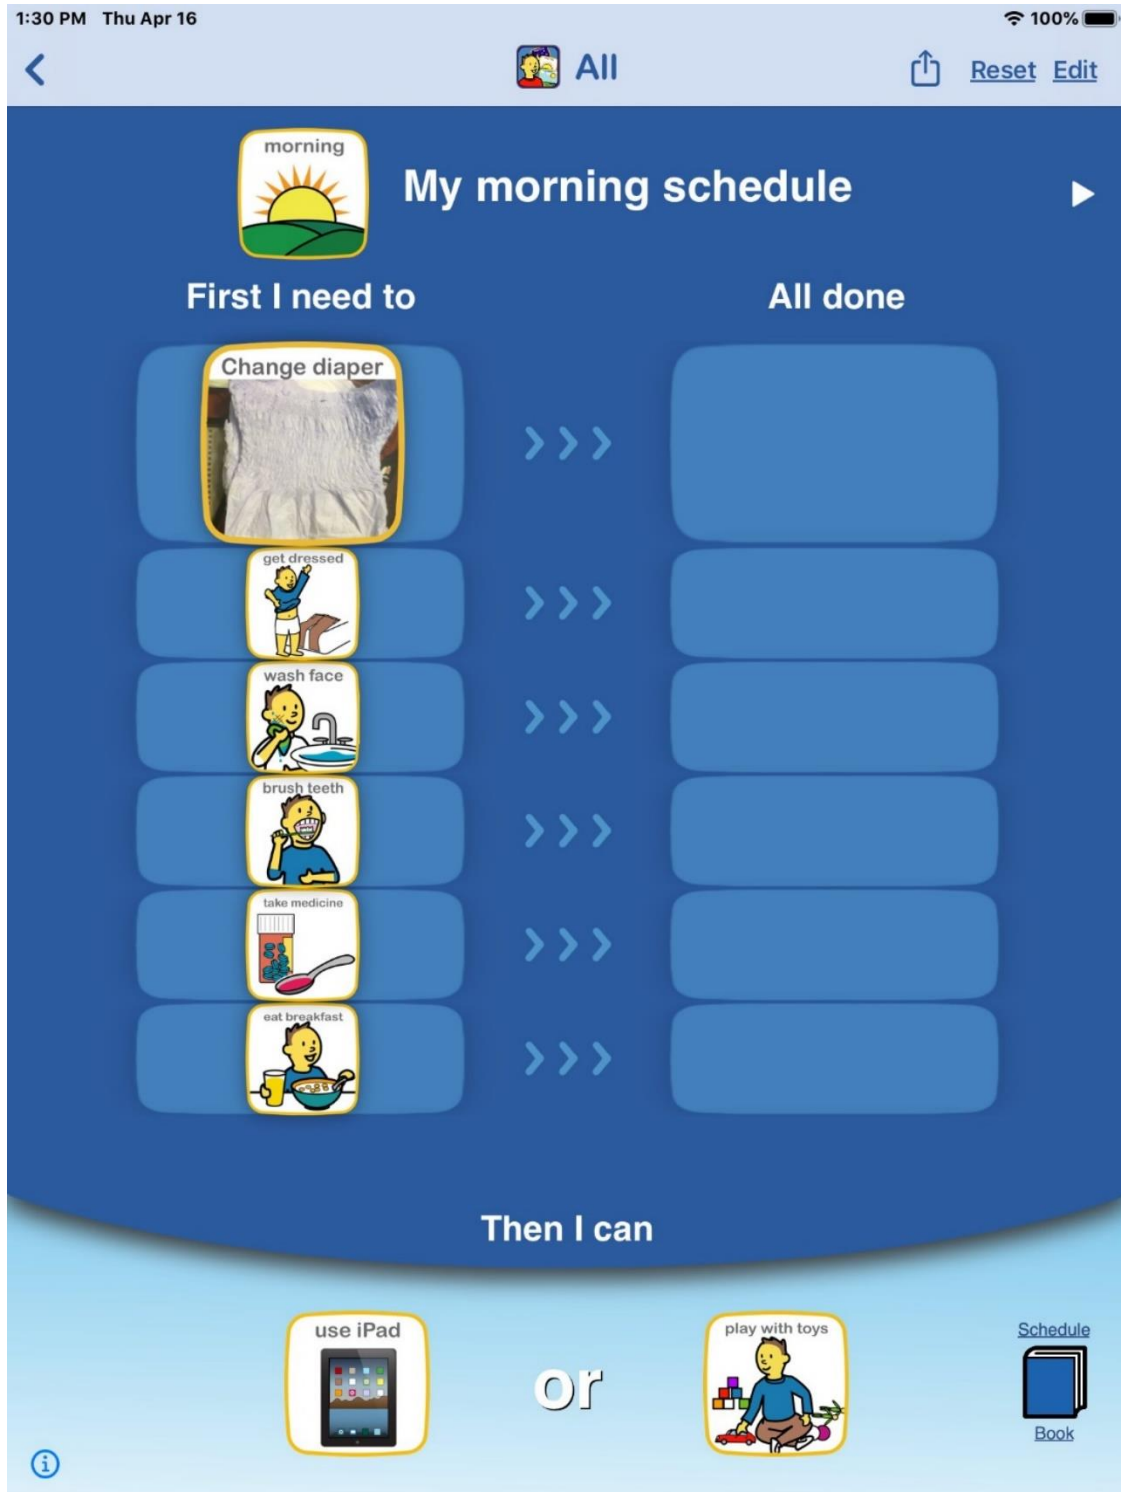 1:30 PM Thu Apr 16 100%
All Reset Edit
morning
My morning schedule
First I need to All done
Change diaper
get dressed
wash face
brush teeth
take medicine
eat breakfast
Then I can
use iPad
or
play with toys
Schedule
Book